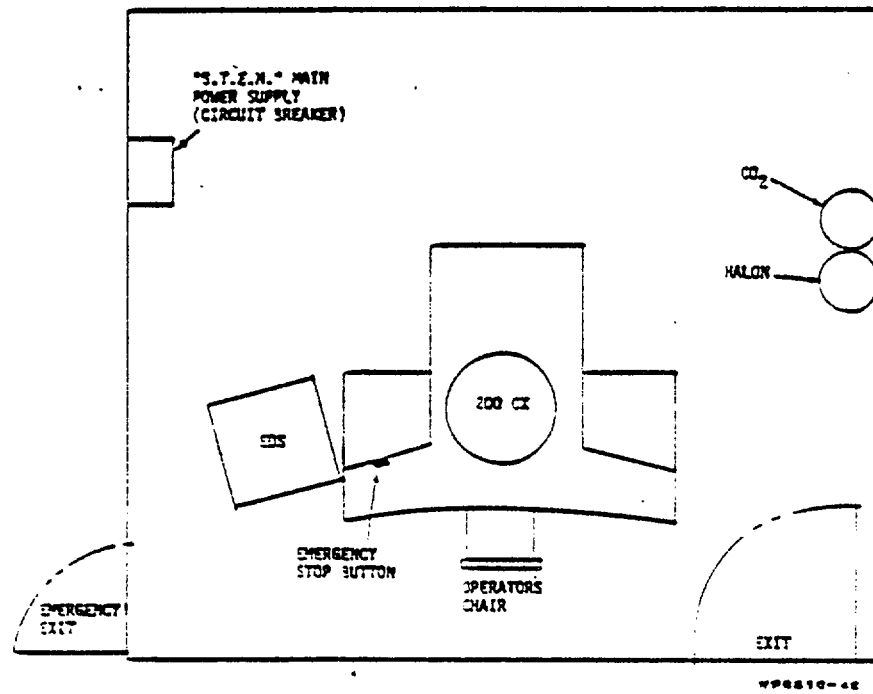 "S.T.E.M." MAIN
POWER SUPPLY
(CIRCUIT BREAKER)
CO2
HALON
200 CX
EDS
EMERGENCY
STOP BUTTON
OPERATORS
CHAIR
EMERGENCY
EXIT
EXIT